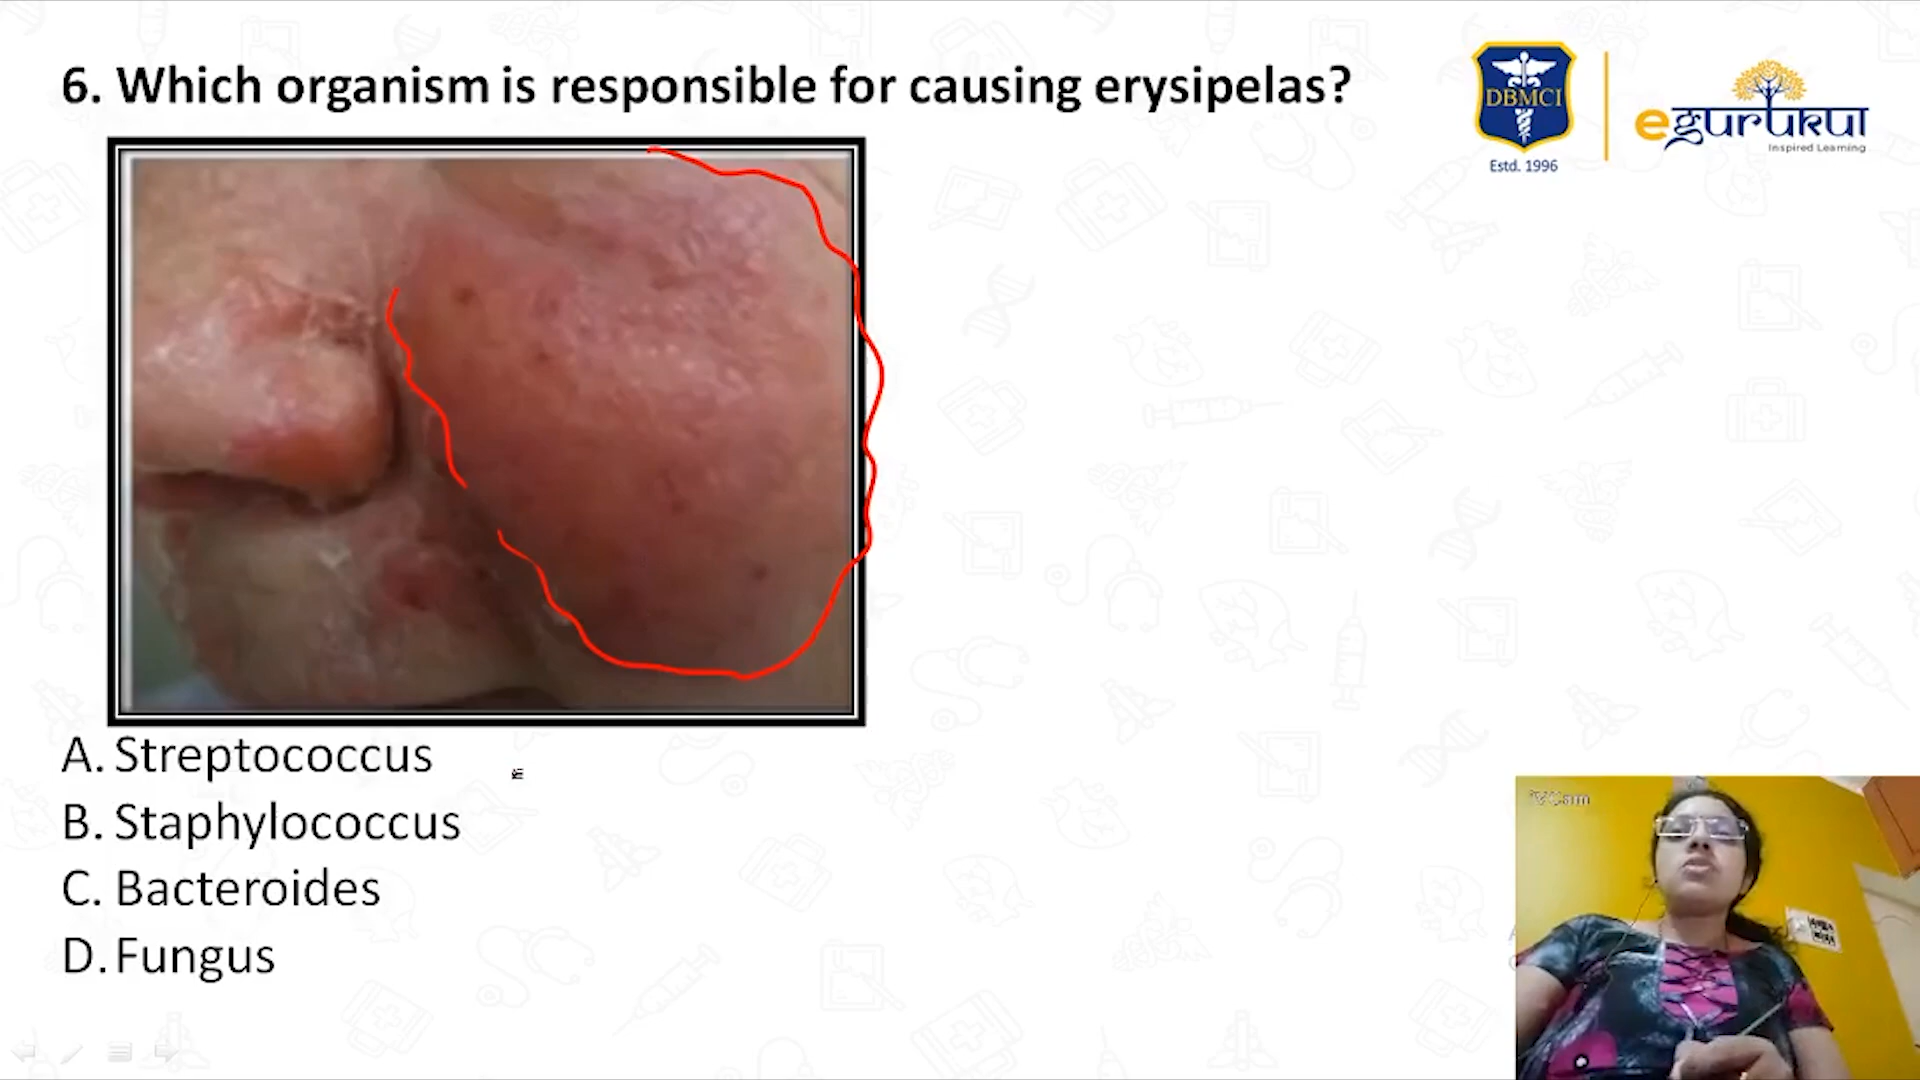 6. Which organism is responsible for causing erysipelas?
DBMCI
Estd. 1996
egurukul
Inspired Learning
A. Streptococcus
B. Staphylococcus
C. Bacteroides
D. Fungus